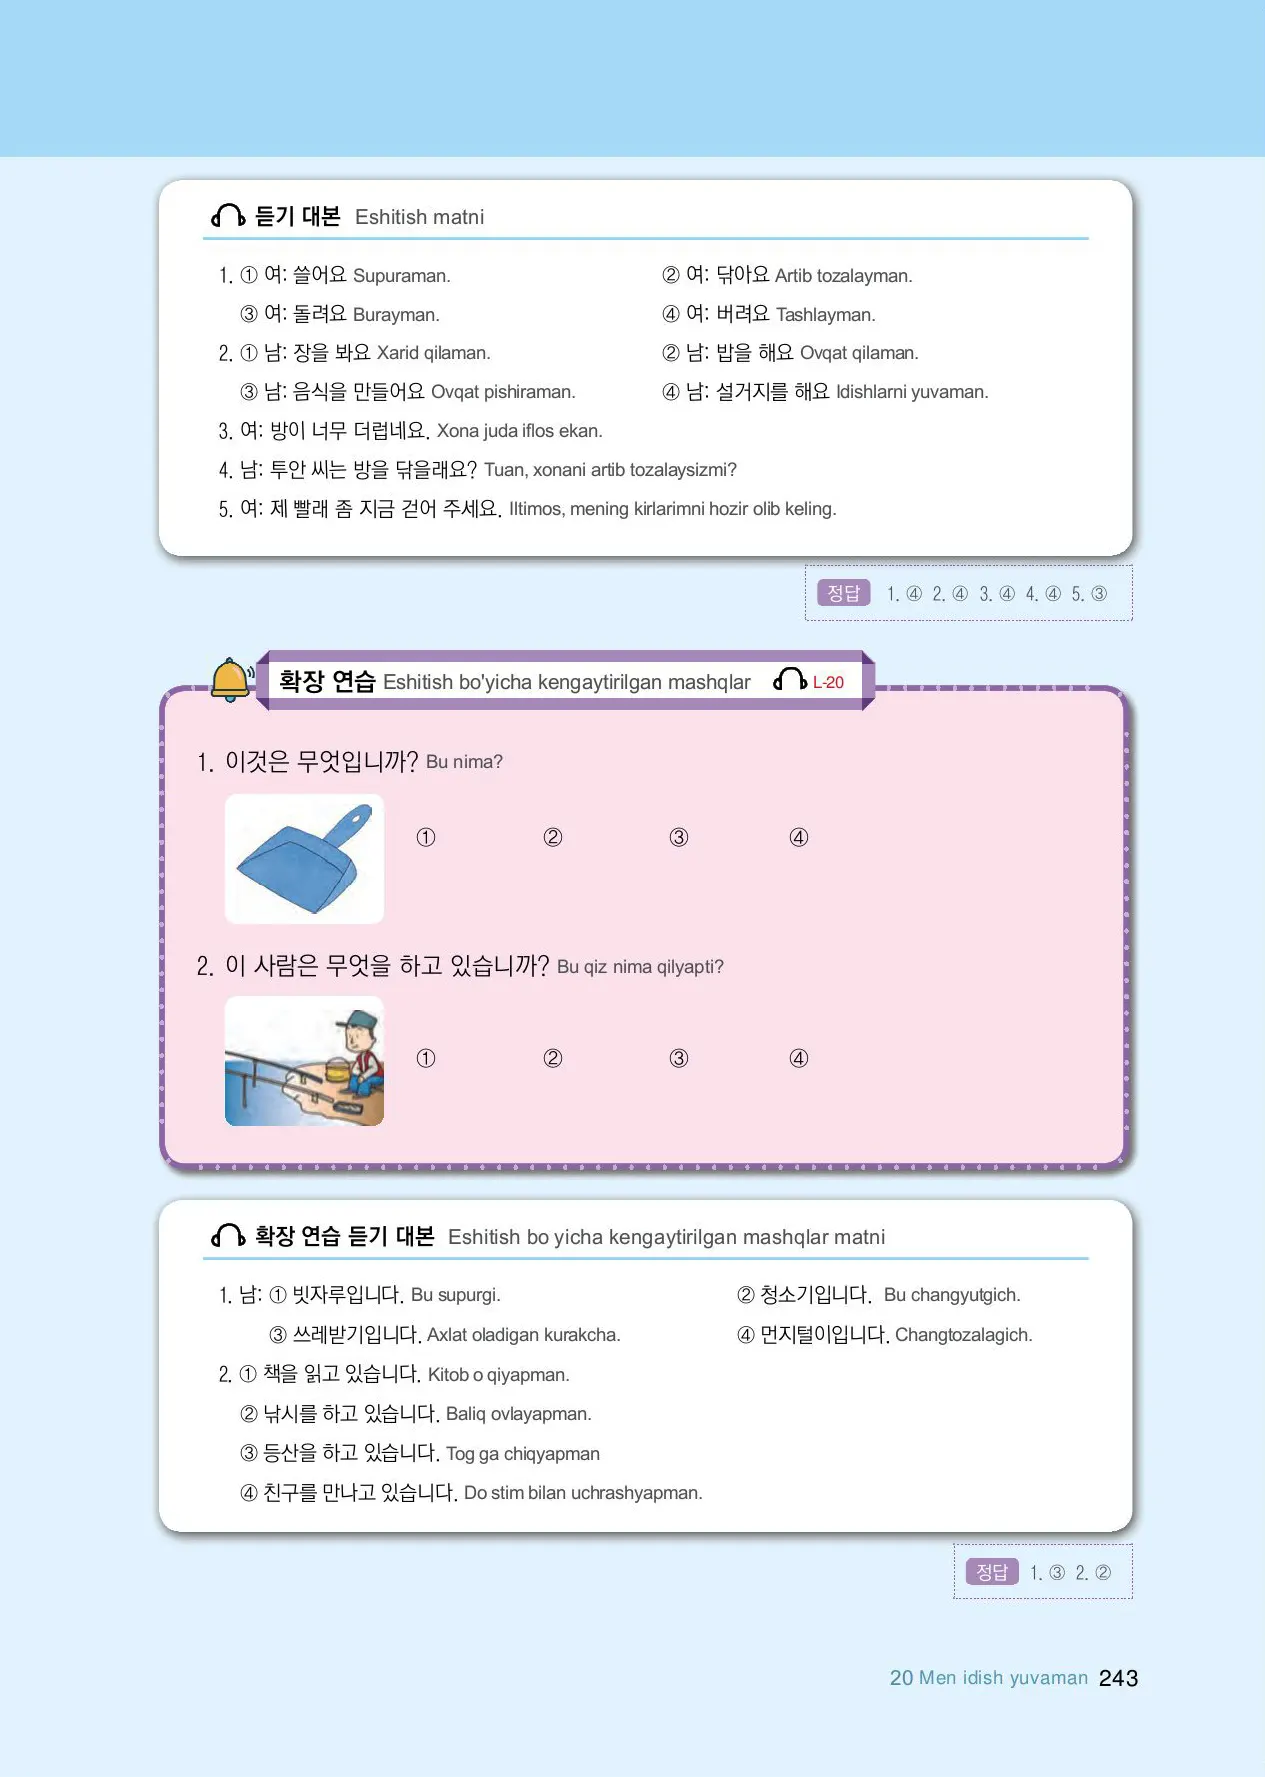 듣기 대본 Eshitish matni
1. ① 여: 쓸어요 Supuraman. ② 여: 닦아요 Artib tozalayman.
③ 여: 돌려요 Burayman. ④ 여: 버려요 Tashlayman.
2. ① 남: 장을 봐요 Xarid qilaman. ② 남: 밥을 해요 Ovqat qilaman.
③ 남: 음식을 만들어요 Ovqat pishiraman. ④ 남: 설거지를 해요 Idishlarni yuvaman.
3. 여: 방이 너무 더럽네요. Xona juda iflos ekan.
4. 남: 투안 씨는 방을 닦을래요? Tuan, xonani artib tozalaysizmi?
5. 여: 제 빨래 좀 지금 걷어 주세요. Iltimos, mening kirlarimni hozir olib keling.
정답 1. ④ 2. ④ 3. ④ 4. ④ 5. ③
확장 연습 Eshitish bo'yicha kengaytirilgan mashqlar L-20
1. 이것은 무엇입니까? Bu nima?
① ② ③ ④
2. 이 사람은 무엇을 하고 있습니까? Bu qiz nima qilyapti?
① ② ③ ④
확장 연습 듣기 대본 Eshitish bo yicha kengaytirilgan mashqlar matni
1. 남: ① 빗자루입니다. Bu supurgi. ② 청소기입니다. Bu changyutgich.
③ 쓰레받기입니다. Axlat oladigan kurakcha. ④ 먼지털이입니다. Changtozalagich.
2. ① 책을 읽고 있습니다. Kitob o qiyapman.
② 낚시를 하고 있습니다. Baliq ovlayapman.
③ 등산을 하고 있습니다. Tog ga chiqyapman
④ 친구를 만나고 있습니다. Do stim bilan uchrashyapman.
정답 1. ③ 2. ②
20 Men idish yuvaman 243